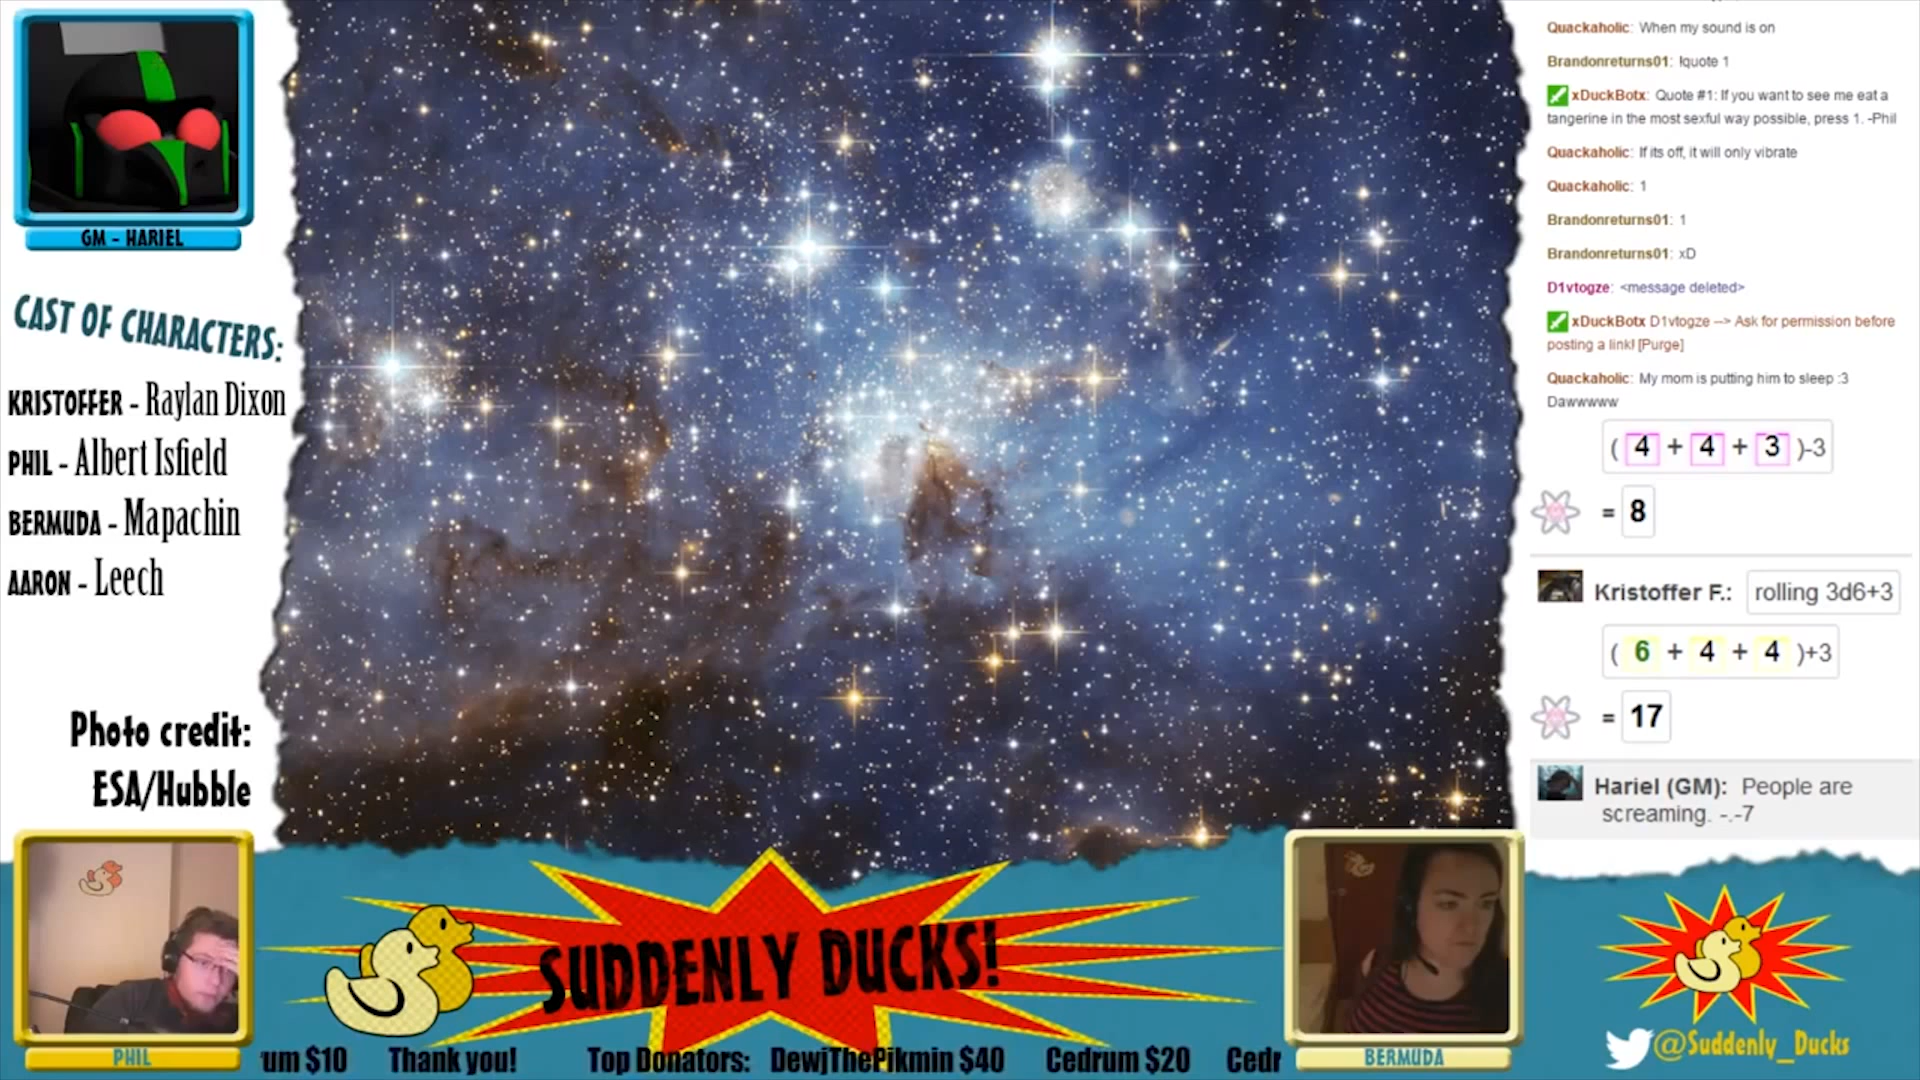 GM - HARIEL
CAST OF CHARACTERS:
KRISTOFFER - Raylan Dixon
PHIL - Albert Isfield
BERMUDA - Mapachin
AARON - Leech
Photo credit:
ESA/Hubble
PHIL
SUDDENLY DUCKS!
um $10 Thank you! Top Donators: DewjThePikmin $40 Cedrum $20 Cedr
BERMUDA
Quackaholic: When my sound is on
Brandonreturns01: !quote 1
xDuckBotx: Quote #1: If you want to see me eat a
tangerine in the most sexful way possible, press 1. -Phil
Quackaholic: If its off, it will only vibrate
Quackaholic: 1
Brandonreturns01: 1
Brandonreturns01: xD
D1vtogze: <message deleted>
xDuckBotx D1vtogze --> Ask for permission before
posting a link! [Purge]
Quackaholic: My mom is putting him to sleep :3
Dawwwww
( 4 + 4 + 3 )-3
= 8
Kristoffer F.: rolling 3d6+3
( 6 + 4 + 4 )+3
= 17
Hariel (GM): People are
screaming. -.-7
@Suddenly_Ducks